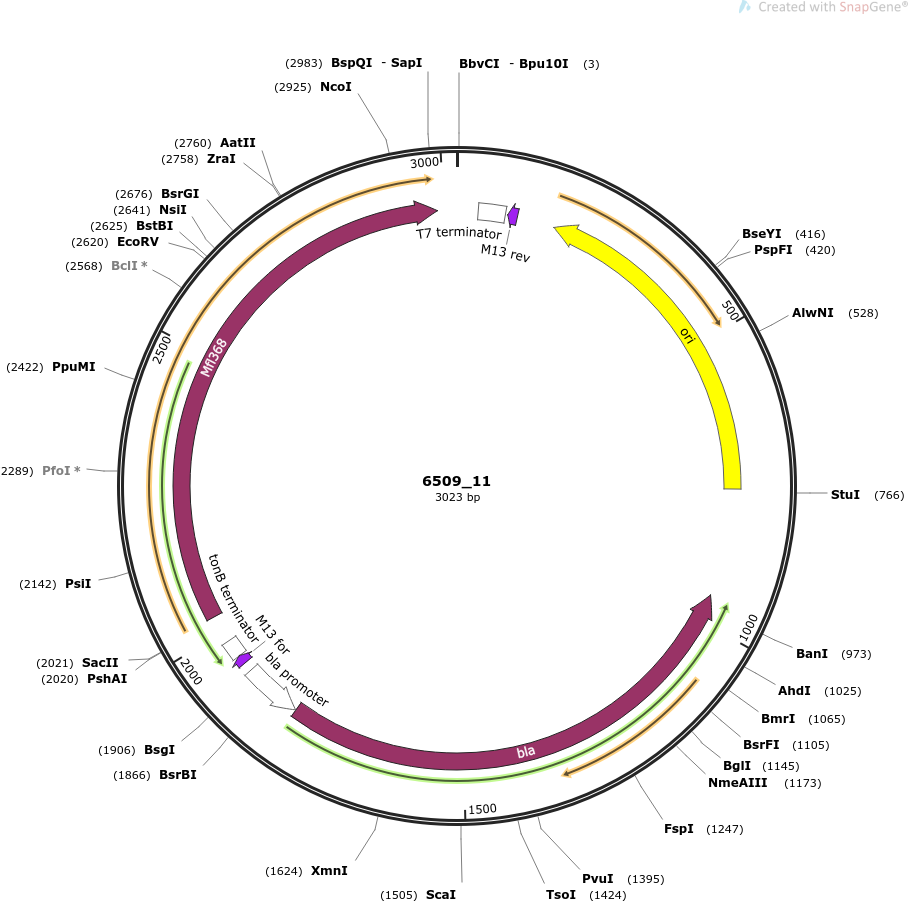 Created with SnapGene®
(2983) BspQI - SapI
BbvCI - Bpu10I (3)
(2925) NcoI
(2760) AatII
(2758) ZraI
3000
(2676) BsrGI
(2641) NsiI
(2625) BstBI
(2620) EcoRV
(2568) BclI *
T7 terminator
M13 rev
BseYI (416)
PspFI (420)
500
AlwNI (528)
ori
2500
Mfl368
(2422) PpuMI
2289) PfoI *
6509_11
3023 bp
StuI (766)
(2142) PsiI
tonB terminator
M13 for
bla promoter
1000
BanI (973)
(2021) SacII
(2020) PshAI
2000
AhdI (1025)
BmrI (1065)
(1906) BsgI
BsrFI (1105)
bla
(1866) BsrBI
BglI (1145)
NmeAIII (1173)
1500
FspI (1247)
(1624) XmnI
PvuI (1395)
(1505) ScaI
TsoI (1424)